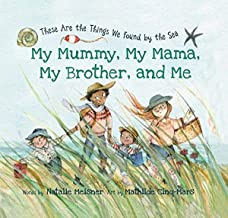 These Are the Things We Found by the Sea
My Mummy, My Mama,
My Brother, and Me
Words by Natalie Meisner Art by Mathilde Cinq-Mars